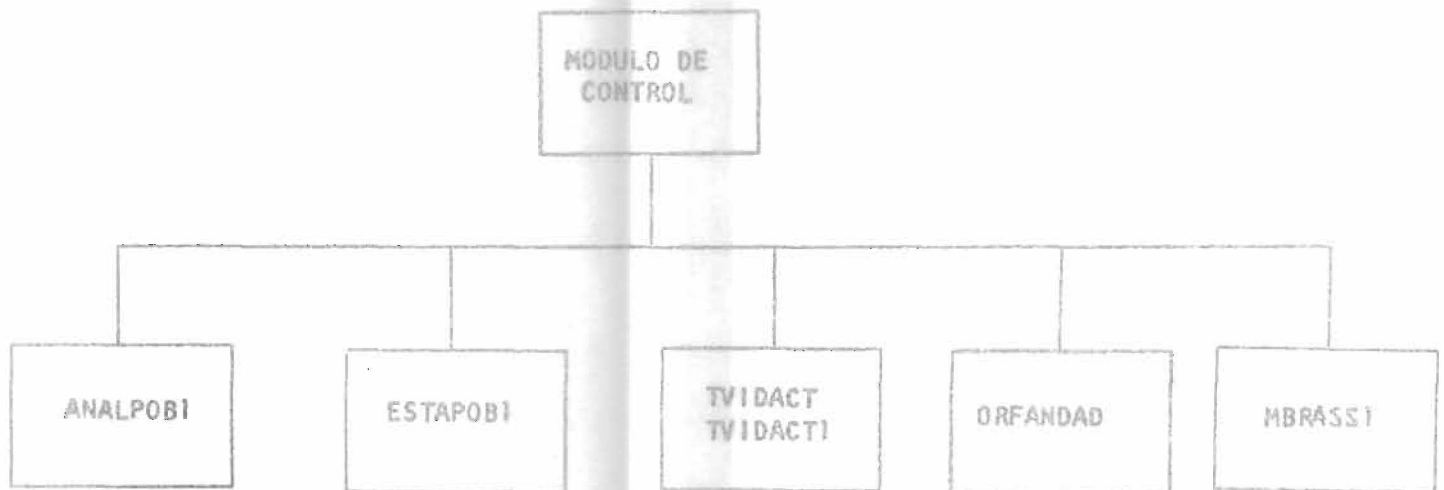 MODULO DE
CONTROL
ANALPOB1
ESTAPOB1
TVIDACT
TVIDACT1
ORFANDAD
MBRASS1